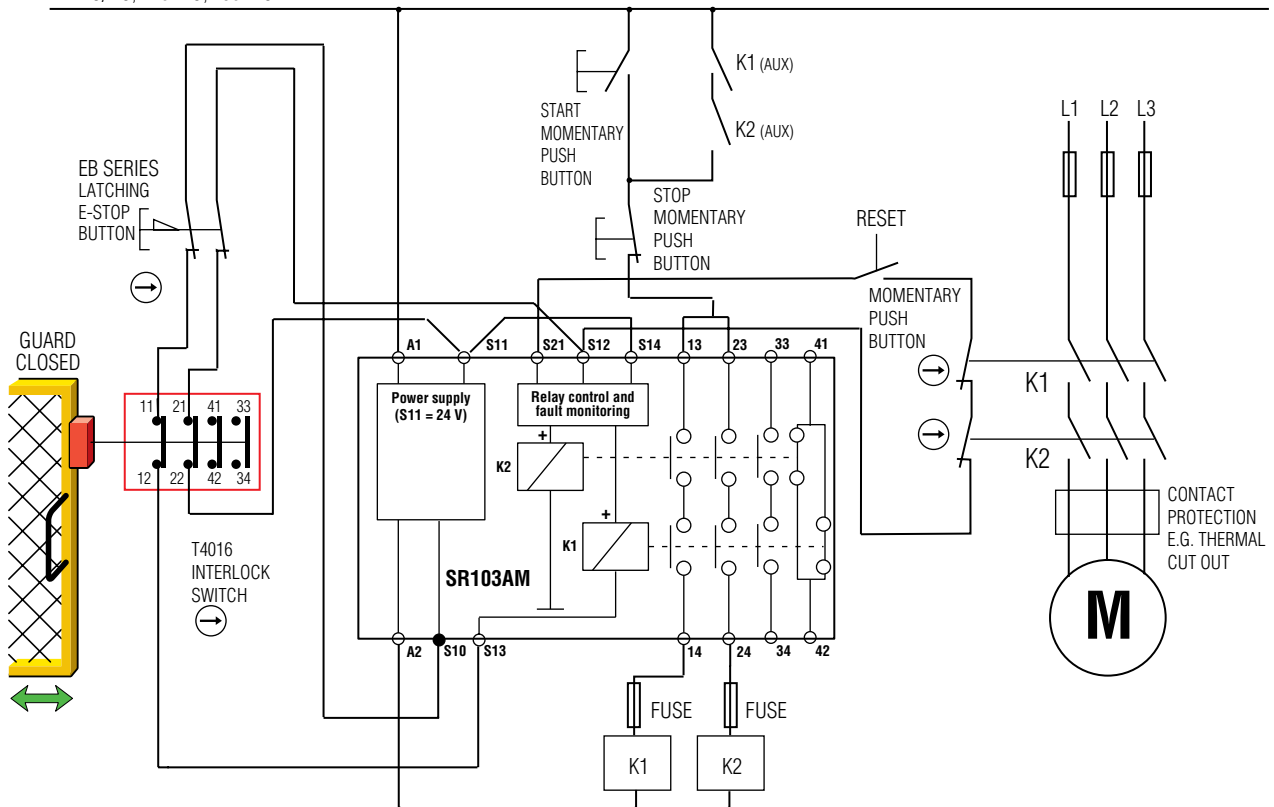 START
MOMENTARY
PUSH
BUTTON
K1 (AUX)
K2 (AUX)
L1 L2 L3
EB SERIES
LATCHING
E-STOP
BUTTON
STOP
MOMENTARY
PUSH
BUTTON
RESET
MOMENTARY
PUSH
BUTTON
GUARD
CLOSED
A1 S11 S21 S12 S14 13 23 33 41
Power supply
(S11 = 24 V)
Relay control and
fault monitoring
K1
K2
11 21 41 33
12 22 42 34
+
K2
+
K1
SR103AM
T4016
INTERLOCK
SWITCH
CONTACT
PROTECTION
E.G. THERMAL
CUT OUT
M
A2 S10 S13 14 24 34 42
FUSE FUSE
K1 K2